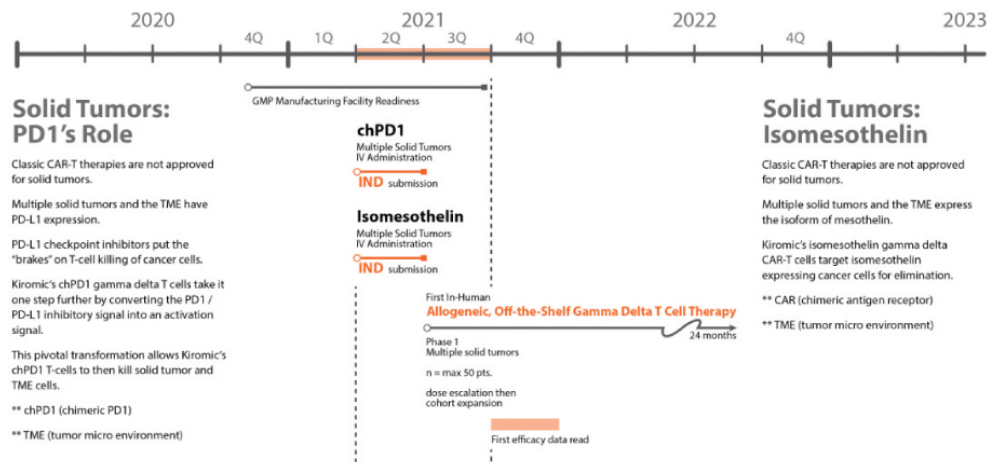 2020
2021
2022
2023
4Q
1Q
2Q
3Q
4Q
4Q
GMP Manufacturing Facility Readiness
Solid Tumors:
PD1's Role
Classic CAR-T therapies are not approved
for solid tumors.
Multiple solid tumors and the TME have
PD-L1 expression.
PD-L1 checkpoint inhibitors put the
"brakes" on T-cell killing of cancer cells.
Kiromic's chPD1 gamma delta T cells take it
one step further by converting the PD1 /
PD-L1 inhibitory signal into an activation
signal.
This pivotal transformation allows Kiromic's
chPD1 T-cells to then kill solid tumor and
TME cells.
** chPD1 (chimeric PD1)
** TME (tumor micro environment)
chPD1
Multiple Solid Tumors
IV Administration
IND submission
Isomesothelin
Multiple Solid Tumors
IV Administration
IND submission
First In-Human
Allogeneic, Off-the-Shelf Gamma Delta T Cell Therapy
24 months
Phase 1
Multiple solid tumors
n = max 50 pts.
dose escalation then
cohort expansion
First efficacy data read
Solid Tumors:
Isomesothelin
Classic CAR-T therapies are not approved
for solid tumors.
Multiple solid tumors and the TME express
the isoform of mesothelin.
Kiromic's isomesothelin gamma delta
CAR-T cells target isomesothelin
expressing cancer cells for elimination.
** CAR (chimeric antigen receptor)
** TME (tumor micro environment)